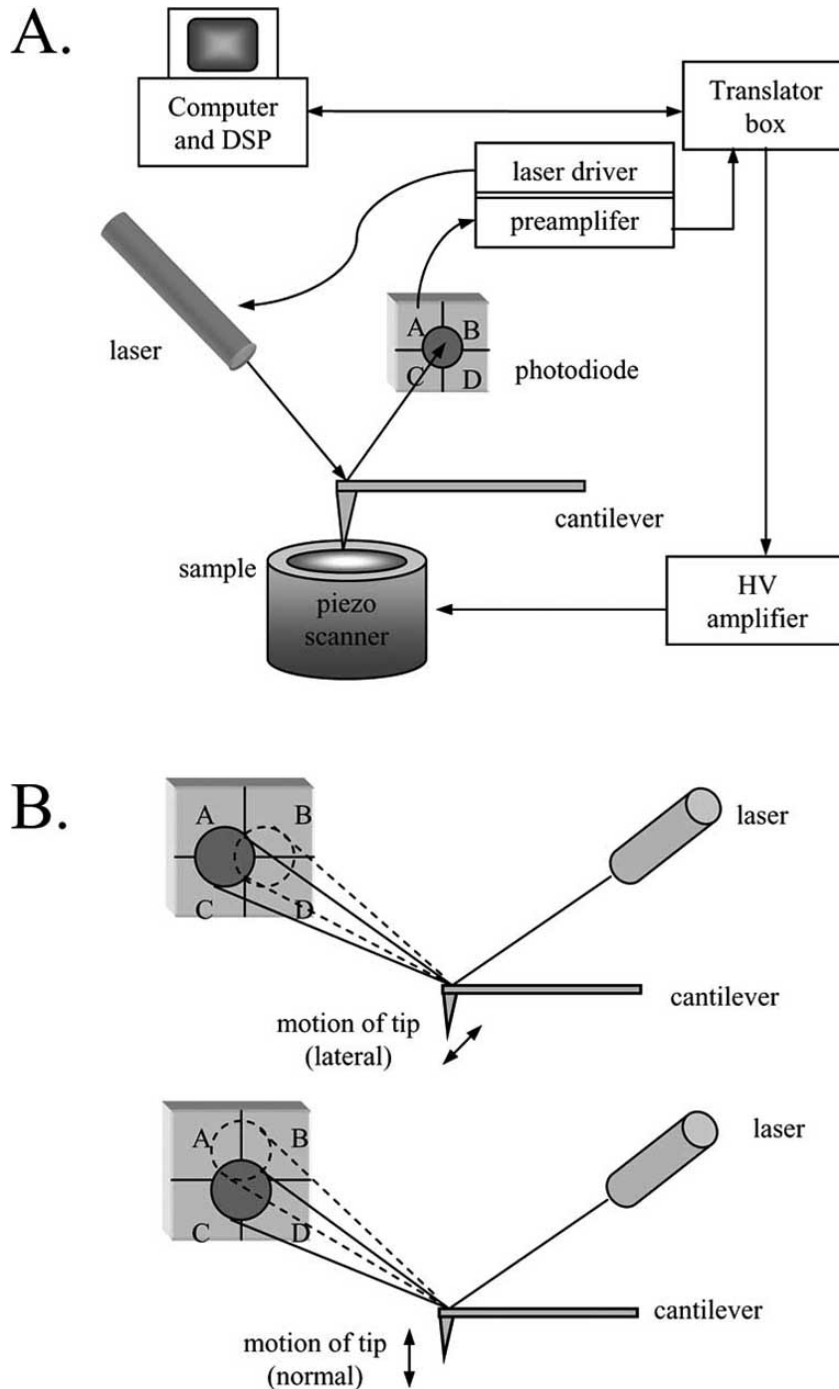 A.
Computer
and DSP
Translator
box
laser driver
preamplifer
laser
A B
C D
photodiode
cantilever
sample
piezo
scanner
HV
amplifier
B.
A B
C D
laser
cantilever
motion of tip
(lateral)
A B
C D
laser
cantilever
motion of tip
(normal)